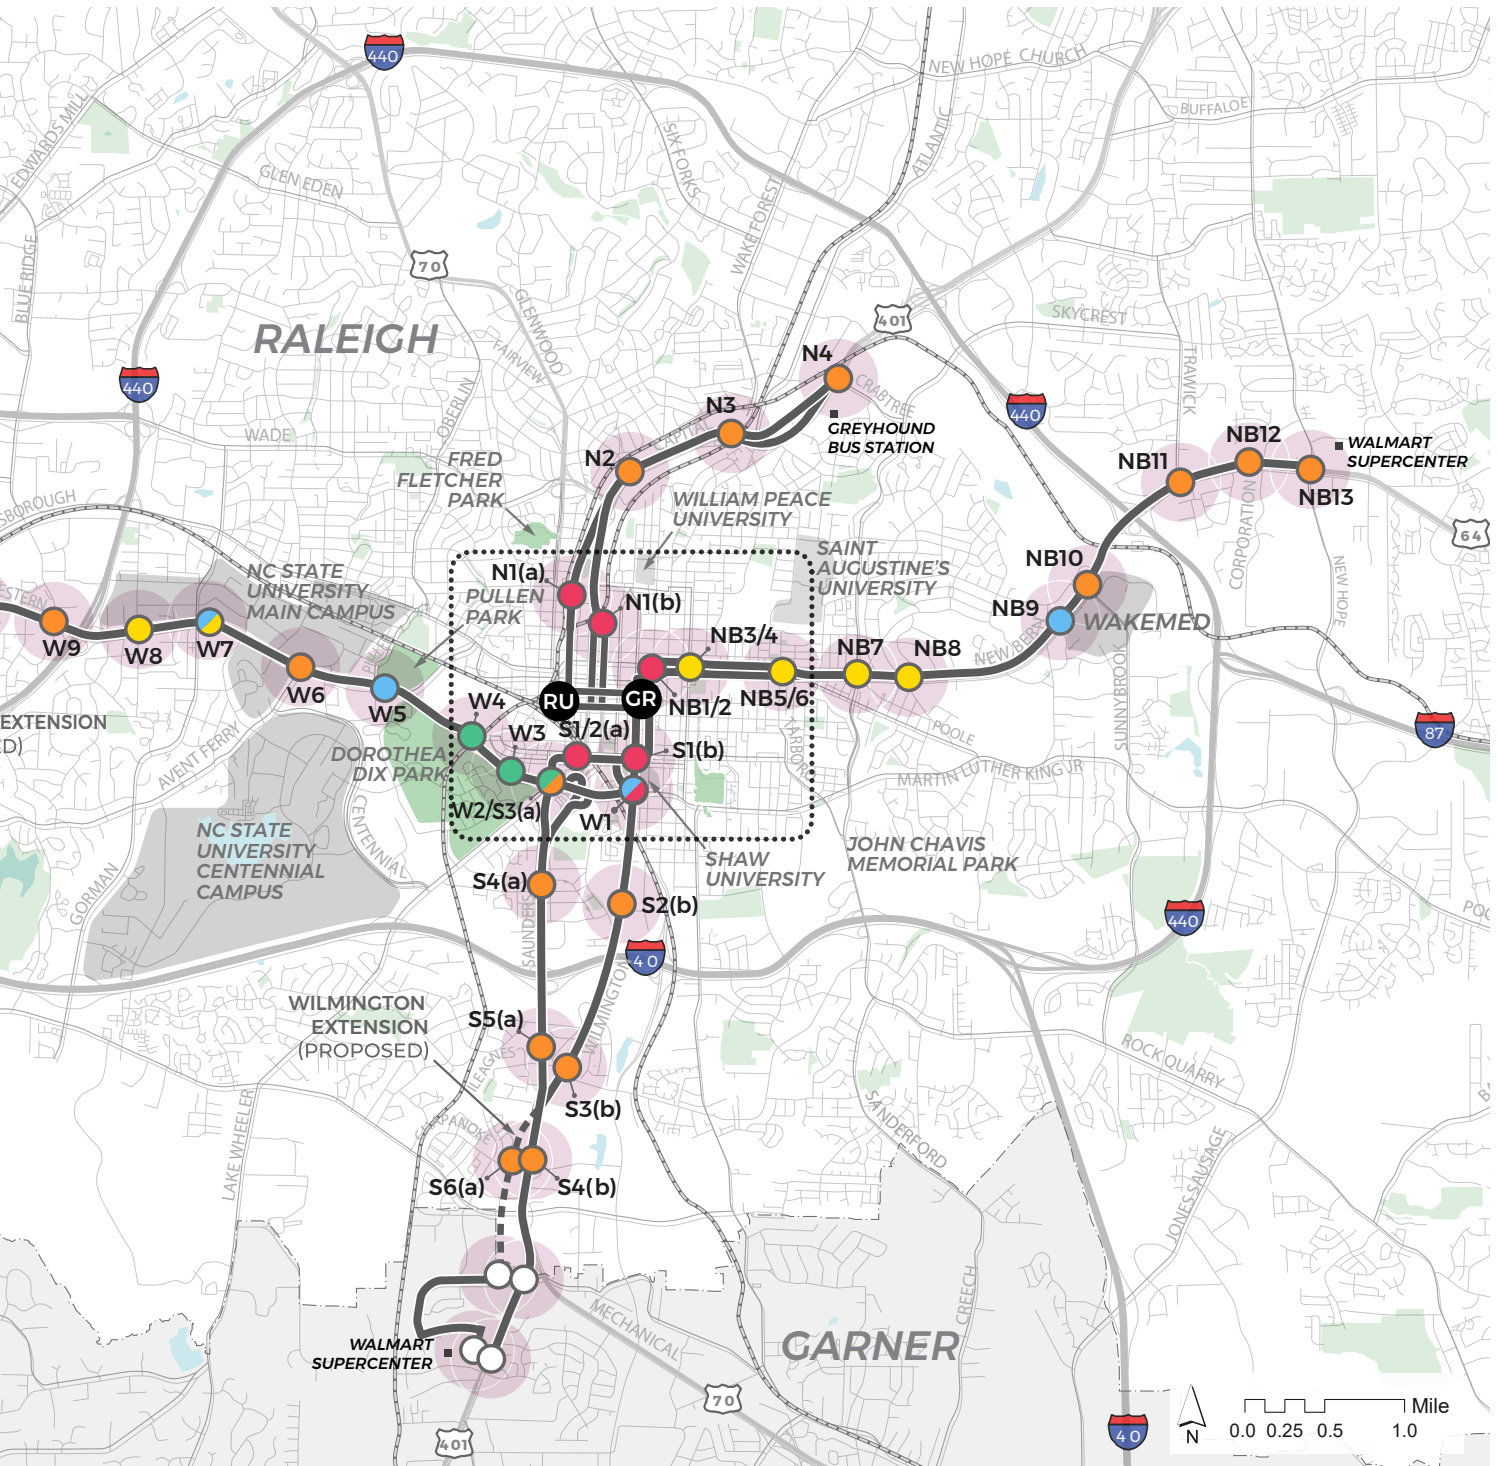 440
NEW HOPE CHURCH
EDWARDS MILL
BUFFALOE
SIX FORKS
ATLANTIC
GLEN EDEN
WAKE FOREST
BLUE RIDGE
70
GLENWOOD
401
SKYCREST
RALEIGH
FAIRVIEW
N4
TRAWICK
440
OBERLIN
CRABTREE
440
N3
CAPITAL
GREYHOUND
BUS STATION
WADE
NB12
WALMART
SUPERCENTER
FRED
FLETCHER
PARK
N2
NB11
NB13
WILLIAM PEACE
UNIVERSITY
CORPORATION
64
SBOROUGH
SAINT
AUGUSTINE'S
UNIVERSITY
NB10
NEW HOPE
NC STATE
UNIVERSITY
MAIN CAMPUS
N1(a)
PULLEN
PARK
N1(b)
NB9
WAKEMED
ESTERN
W9
W8
W7
PULLEN
NB3/4
NB7
NB8
NEW BERN
W6
W5
W4
RU
GR
NB1/2
NB5/6
EXTENSION
ED)
W3
S1/2(a)
S1(b)
TARBORO
POOLE
SUNNYBROOK
87
AVENT FERRY
DOROTHEA
DIX PARK
MARTIN LUTHER KING JR
W2/S3(a)
W1
CENTENNIAL
NC STATE
UNIVERSITY
CENTENNIAL
CAMPUS
SHAW
UNIVERSITY
JOHN CHAVIS
MEMORIAL PARK
GORMAN
S4(a)
S2(b)
SAUNDERS
440
POO
40
WILMINGTON
EXTENSION
(PROPOSED)
WILMINGTON
S5(a)
ILEAGNES
ROCK QUARRY
S3(b)
LAKE WHEELER
CHAPANOKE
SANDERFORD
JONES SAUSAGE
S6(a)
S4(b)
MECHANICAL
CREECH
GARNER
WALMART
SUPERCENTER
70
401
40
N
Mile
0.0 0.25 0.5 1.0